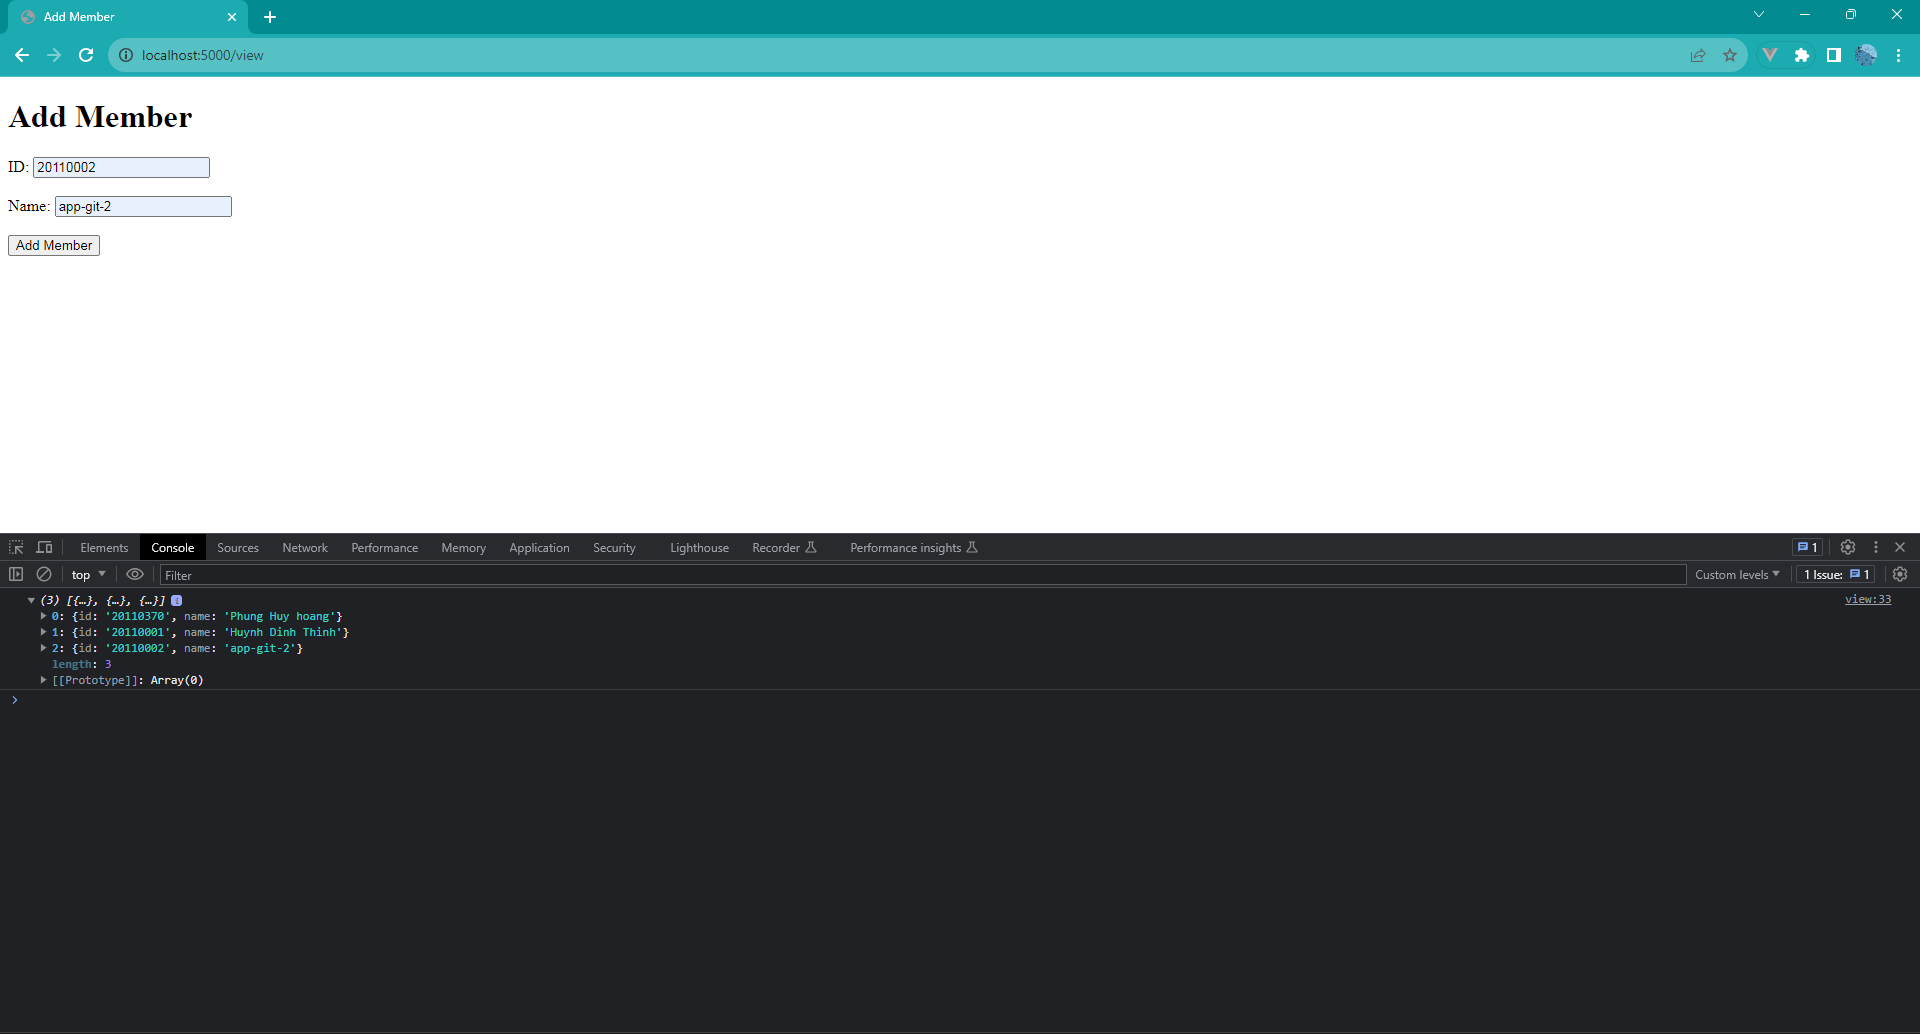 Add Member
localhost:5000/view
Add Member
ID: 20110002
Name: app-git-2
Add Member
Elements Console Sources Network Performance Memory Application Security Lighthouse Recorder Performance insights 1
top Filter Custom levels 1 Issue: 1
(3) [{…}, {…}, {…}] i view:33
0: {id: '20110370', name: 'Phung Huy hoang'}
1: {id: '20110001', name: 'Huynh Dinh Thinh'}
2: {id: '20110002', name: 'app-git-2'}
length: 3
[[Prototype]]: Array(0)